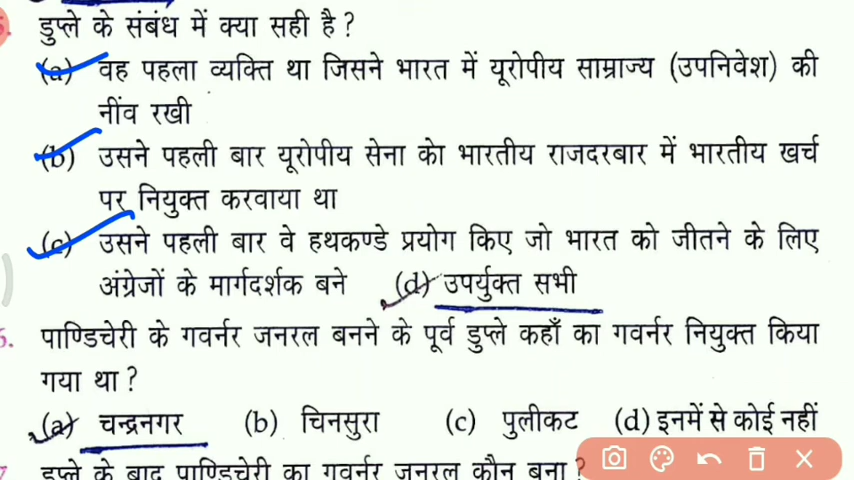 5. डुप्ले के संबंध में क्या सही है?
(a) वह पहला व्यक्ति था जिसने भारत में यूरोपीय साम्राज्य (उपनिवेश) की
नींव रखी
(b) उसने पहली बार यूरोपीय सेना को भारतीय राजदरबार में भारतीय खर्च
पर नियुक्त करवाया था
(c) उसने पहली बार वे हथकण्डे प्रयोग किए जो भारत को जीतने के लिए
अंग्रेजों के मार्गदर्शक बने (d) उपर्युक्त सभी
6. पाण्डिचेरी के गवर्नर जनरल बनने के पूर्व डुप्ले कहाँ का गवर्नर नियुक्त किया
गया था?
(a) चन्द्रनगर (b) चिनसुरा (c) पुलीकट (d) इनमें से कोई नहीं
7. डुप्ले के बाद पाण्डिचेरी का गवर्नर जनरल कौन बना?